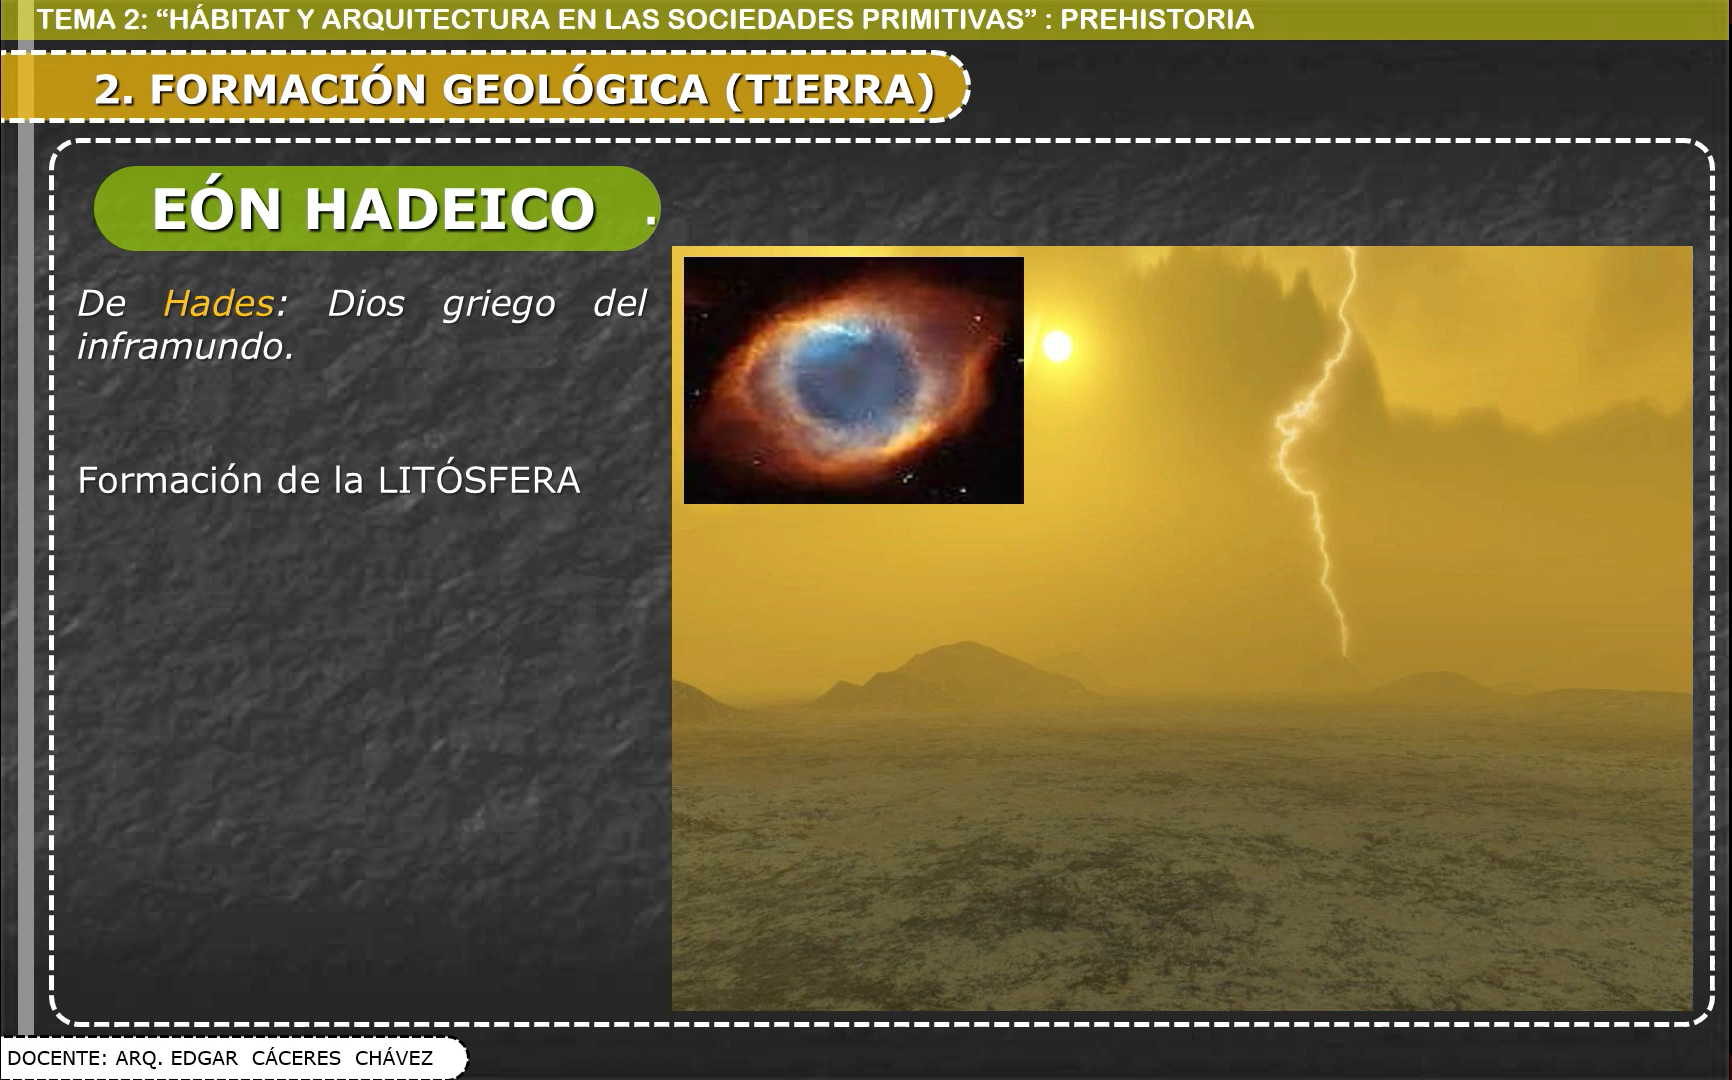 TEMA 2: “HÁBITAT Y ARQUITECTURA EN LAS SOCIEDADES PRIMITIVAS” : PREHISTORIA
2. FORMACIÓN GEOLÓGICA (TIERRA)
EÓN HADEICO .
De Hades: Dios griego del
inframundo.
Formación de la LITÓSFERA
DOCENTE: ARQ. EDGAR CÁCERES CHÁVEZ